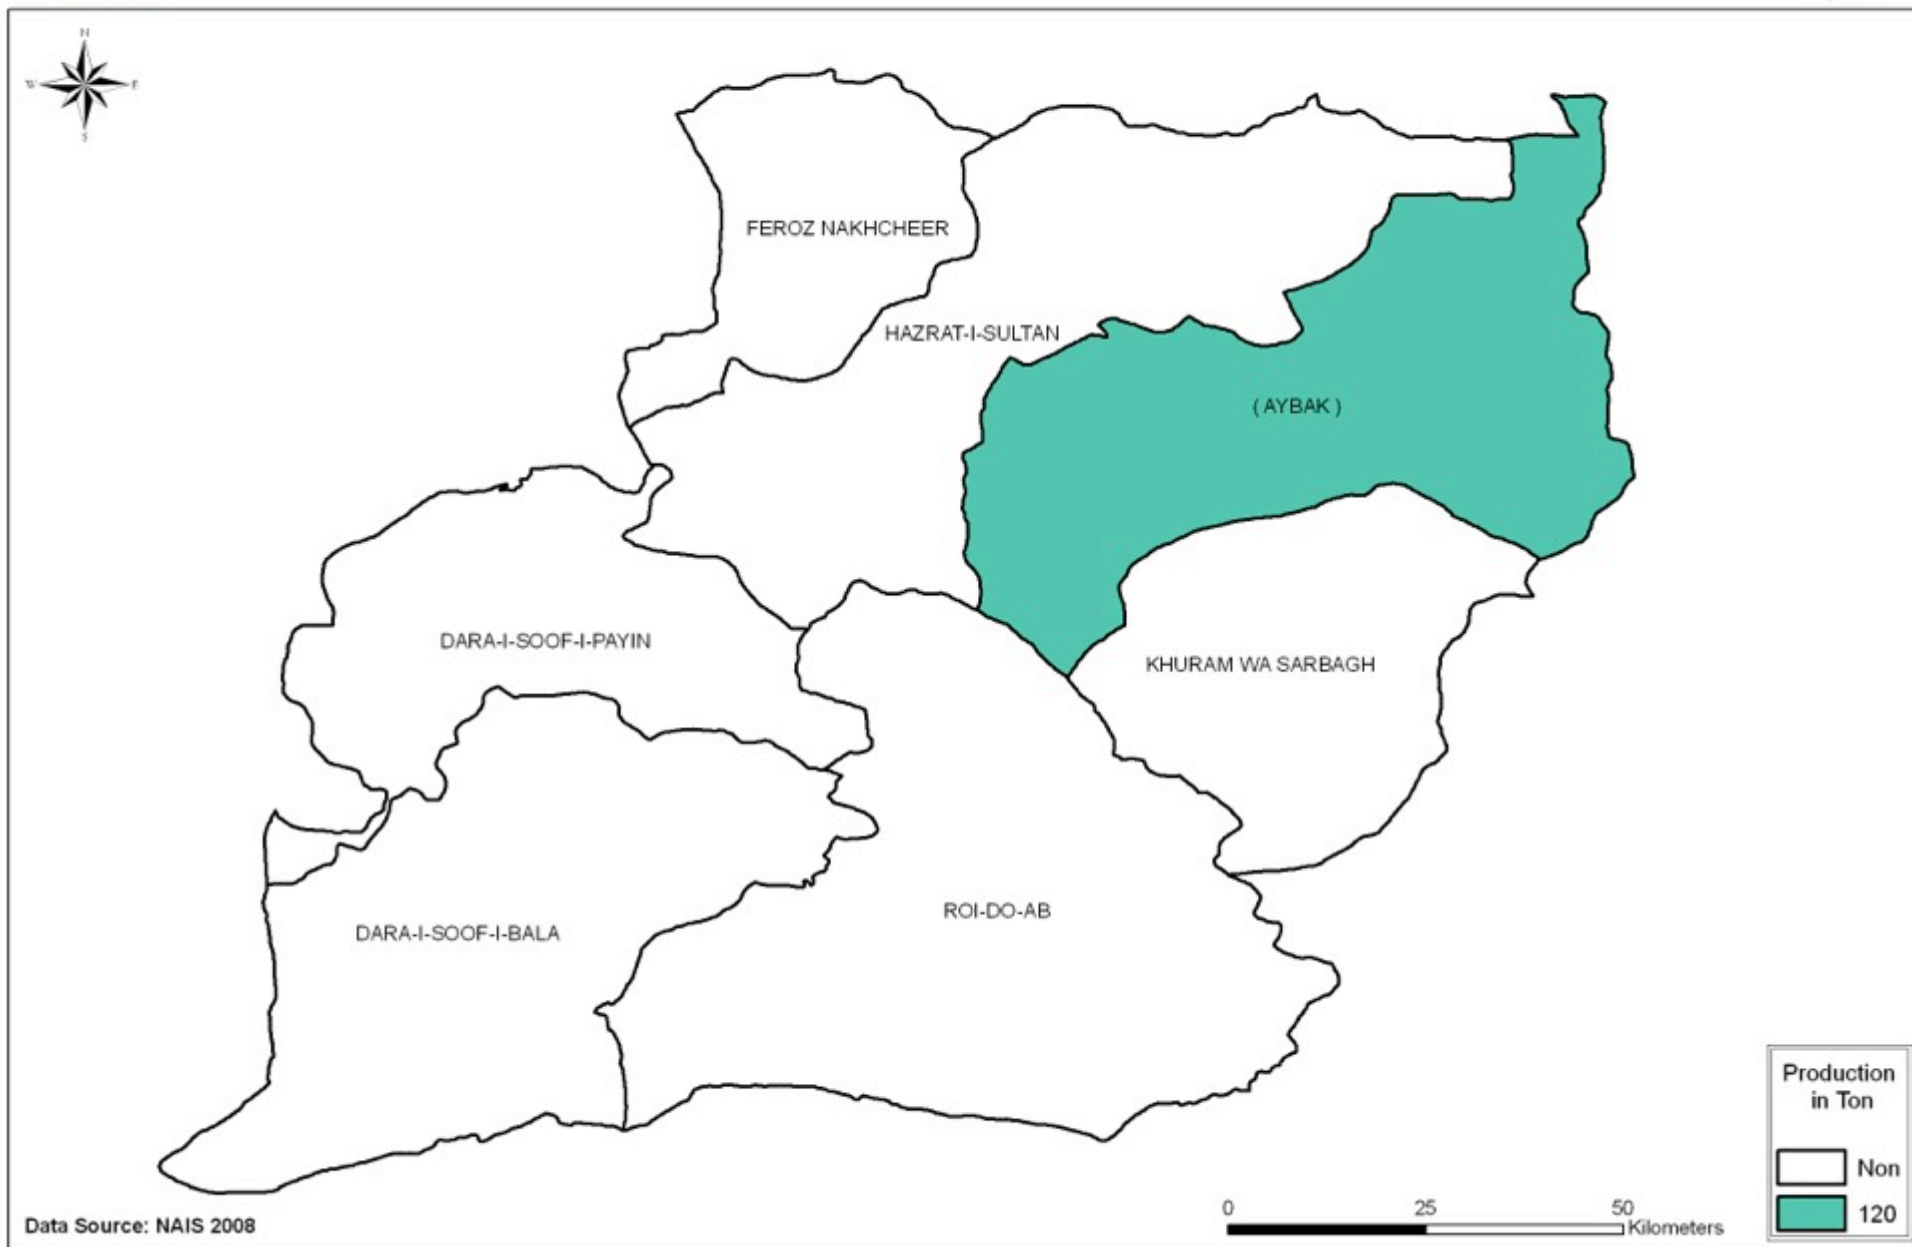 N
W
E
S
FEROZ NAKHCHEER
HAZRAT-I-SULTAN
( AYBAK )
DARA-I-SOOF-I-PAYIN
KHURAM WA SARBAGH
ROI-DO-AB
DARA-I-SOOF-I-BALA
Production
in Ton
Non
120
0 25 50
Kilometers
Data Source: NAIS 2008